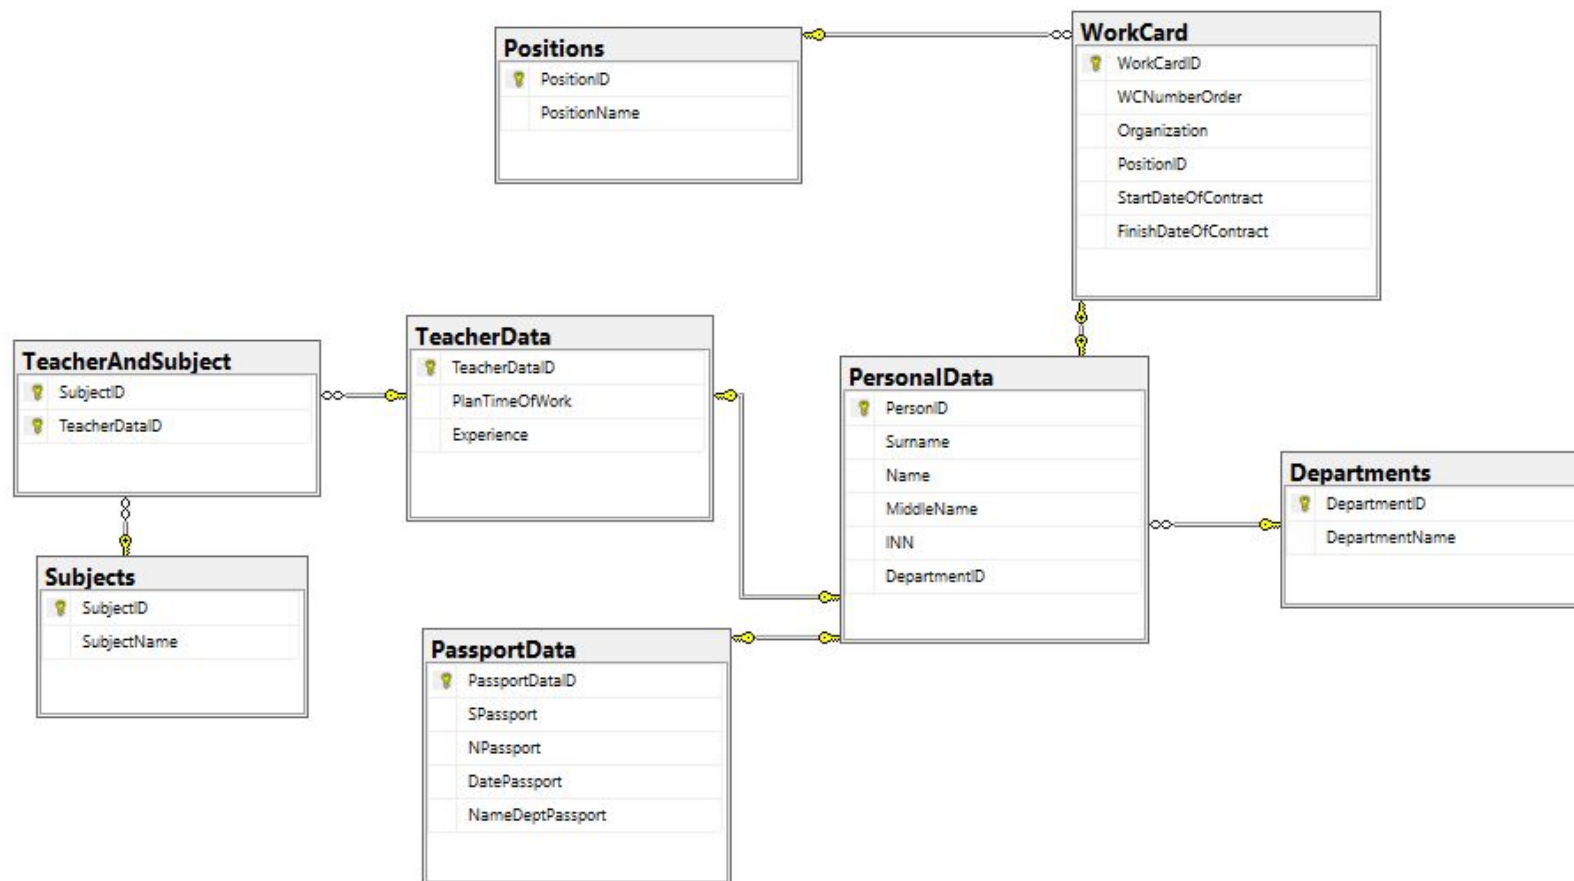 Positions
PositionID
PositionName
WorkCard
WorkCardID
WCNumberOrder
Organization
PositionID
StartDateOfContract
FinishDateOfContract
TeacherAndSubject
SubjectID
TeacherDataID
TeacherData
TeacherDataID
PlanTimeOfWork
Experience
PersonalData
PersonID
Surname
Name
MiddleName
INN
DepartmentID
Departments
DepartmentID
DepartmentName
Subjects
SubjectID
SubjectName
PassportData
PassportDataID
SPassport
NPassport
DatePassport
NameDeptPassport